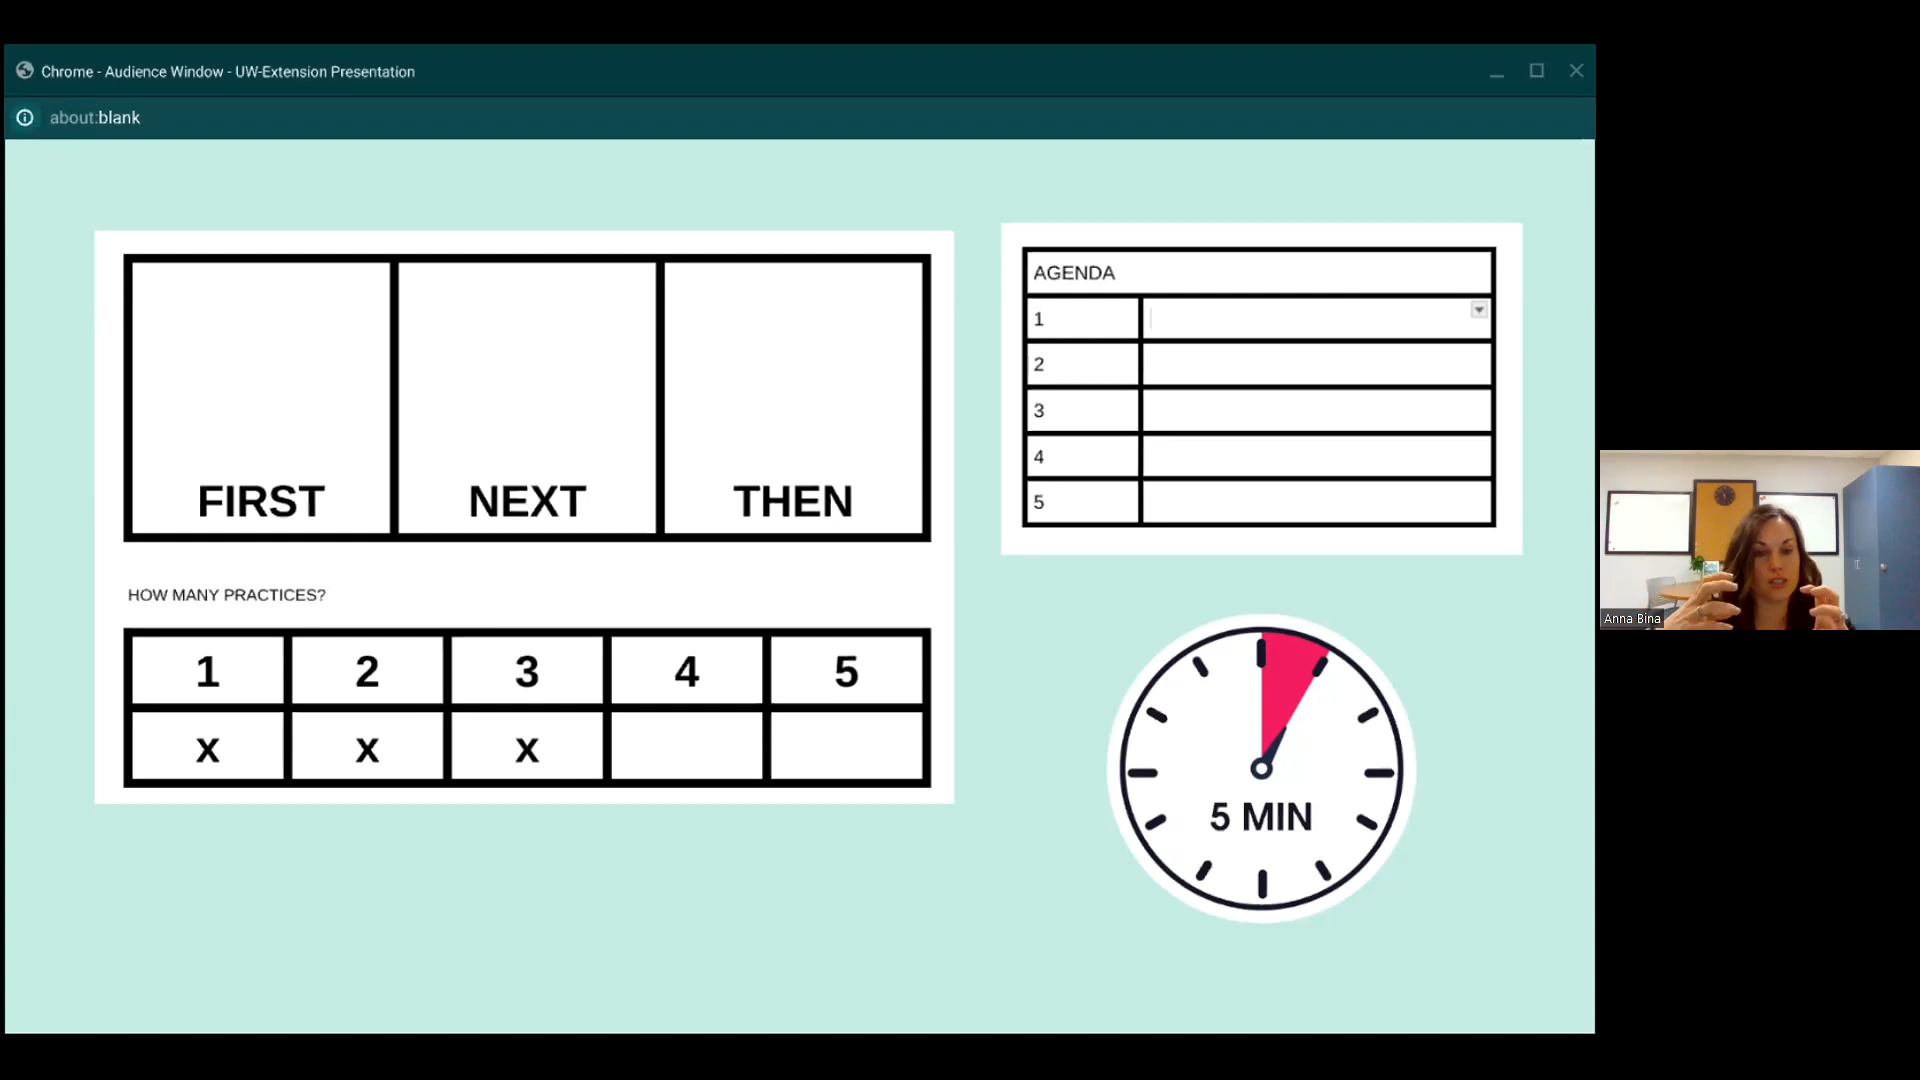 Chrome - Audience Window - UW-Extension Presentation
about:blank
FIRST NEXT THEN
HOW MANY PRACTICES?
1 2 3 4 5
x x x
AGENDA
1
2
3
4
5
5 MIN
Anna Bina